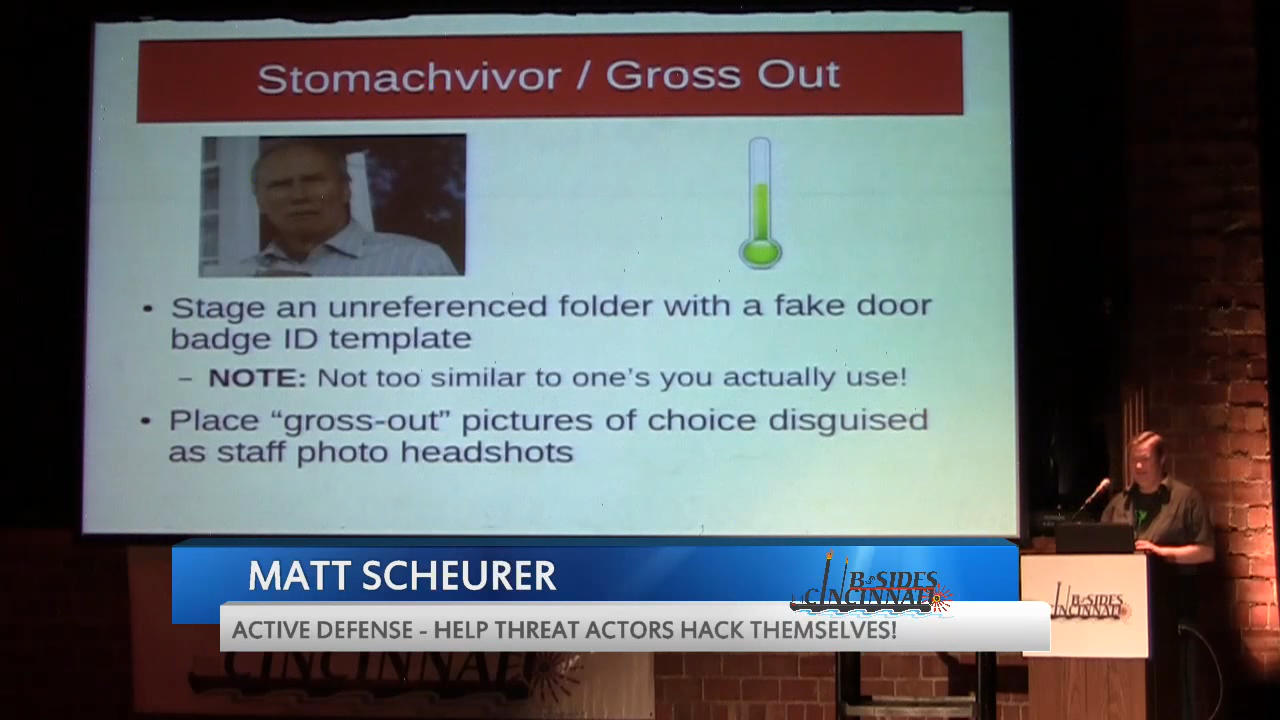 Stomachvivor / Gross Out
• Stage an unreferenced folder with a fake door
badge ID template
– NOTE: Not too similar to one's you actually use!
• Place “gross-out” pictures of choice disguised
as staff photo headshots
MATT SCHEURER
B-SIDES
CINCINNATI
ACTIVE DEFENSE - HELP THREAT ACTORS HACK THEMSELVES!
B-SIDES
CINCINNATI
CINCINNATI